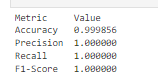 Metric Value
Accuracy 0.999856
Precision 1.000000
Recall 1.000000
F1-Score 1.000000